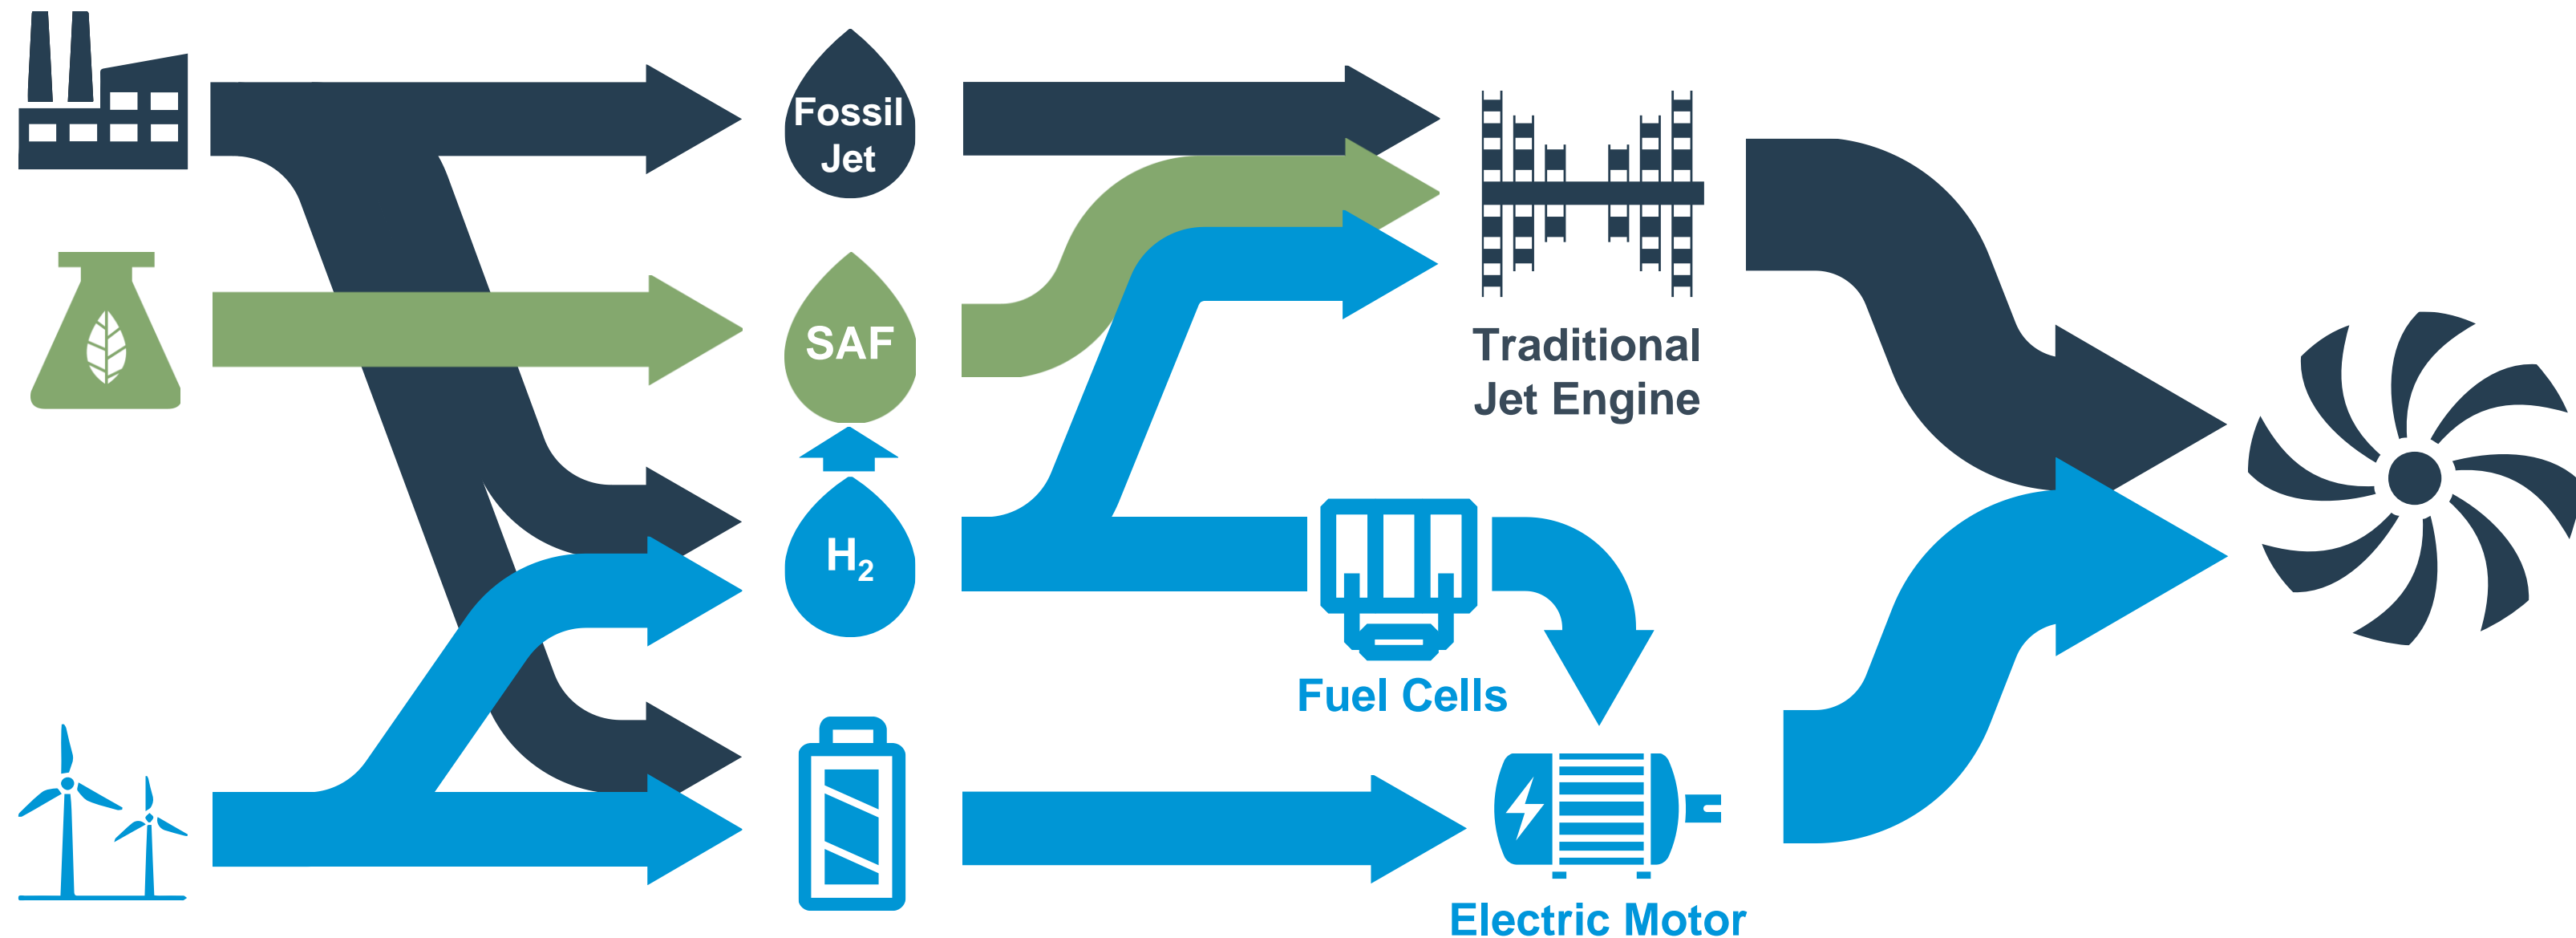 Fossil
Jet
SAF
H₂
Traditional
Jet Engine
Fuel Cells
Electric Motor